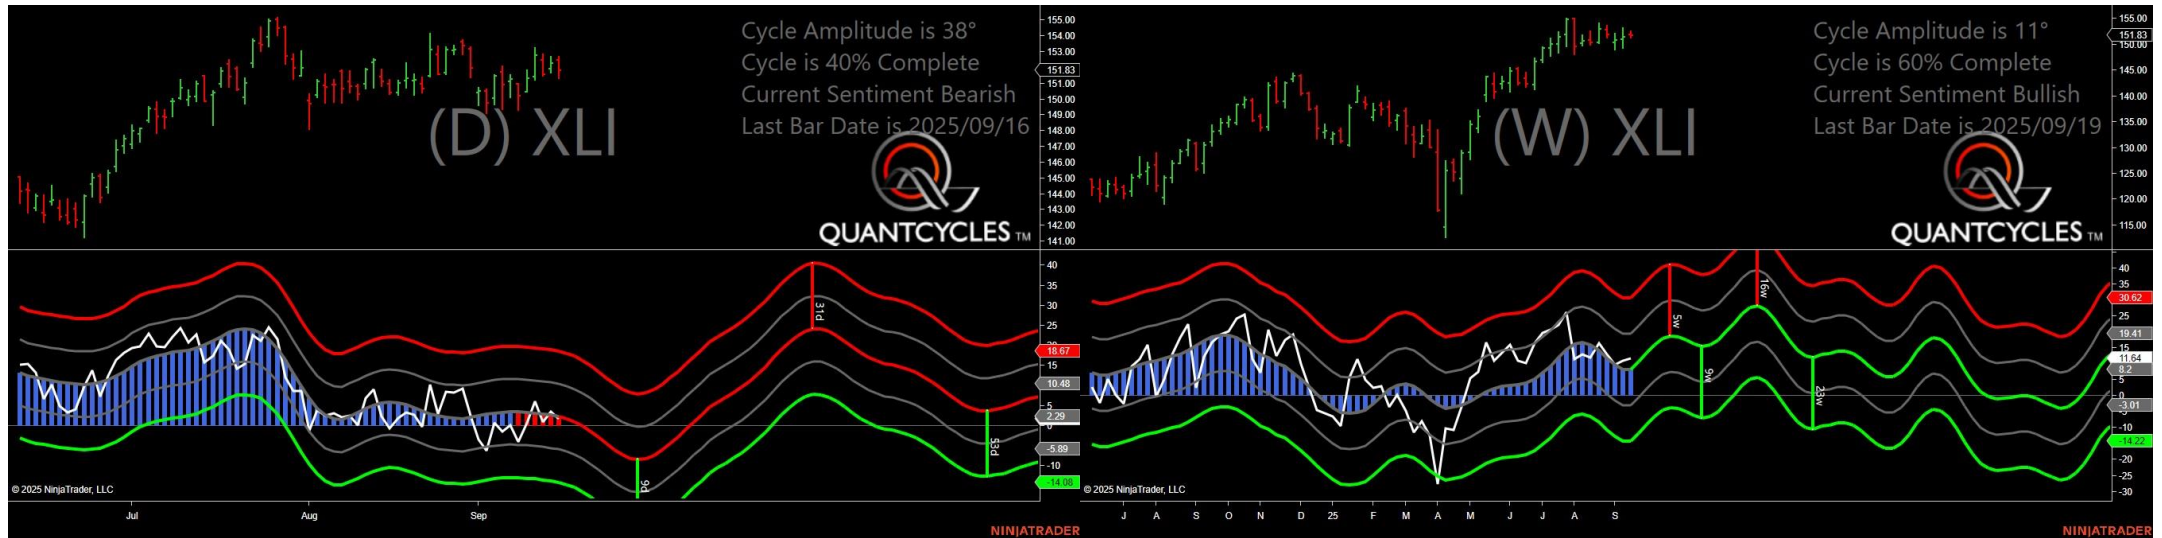 Cycle Amplitude is 38°
Cycle is 40% Complete
Current Sentiment Bearish
Last Bar Date is 2025/09/16
(D) XLI
QUANTCYCLES TM
155.00
154.00
153.00
151.83
151.00
150.00
149.00
148.00
147.00
146.00
145.00
144.00
143.00
142.00
141.00
40
35
30
25
20
18.67
15
10.48
5
2.29
0
-5.89
-10
-14.08
31d
53d
9d
© 2025 NinjaTrader, LLC
Jul
Aug
Sep
NINJATRADER
Cycle Amplitude is 11°
Cycle is 60% Complete
Current Sentiment Bullish
Last Bar Date is 2025/09/19
(W) XLI
QUANTCYCLES TM
155.00
151.83
150.00
145.00
140.00
135.00
130.00
125.00
120.00
115.00
40
35
30.62
25
19.41
15
11.64
8.2
5
0
-3.01
-5
-10
-14.22
-20
-25
-30
5w
16w
9w
23w
© 2025 NinjaTrader, LLC
J
A
S
O
N
D
25
F
M
A
M
J
J
A
S
NINJATRADER